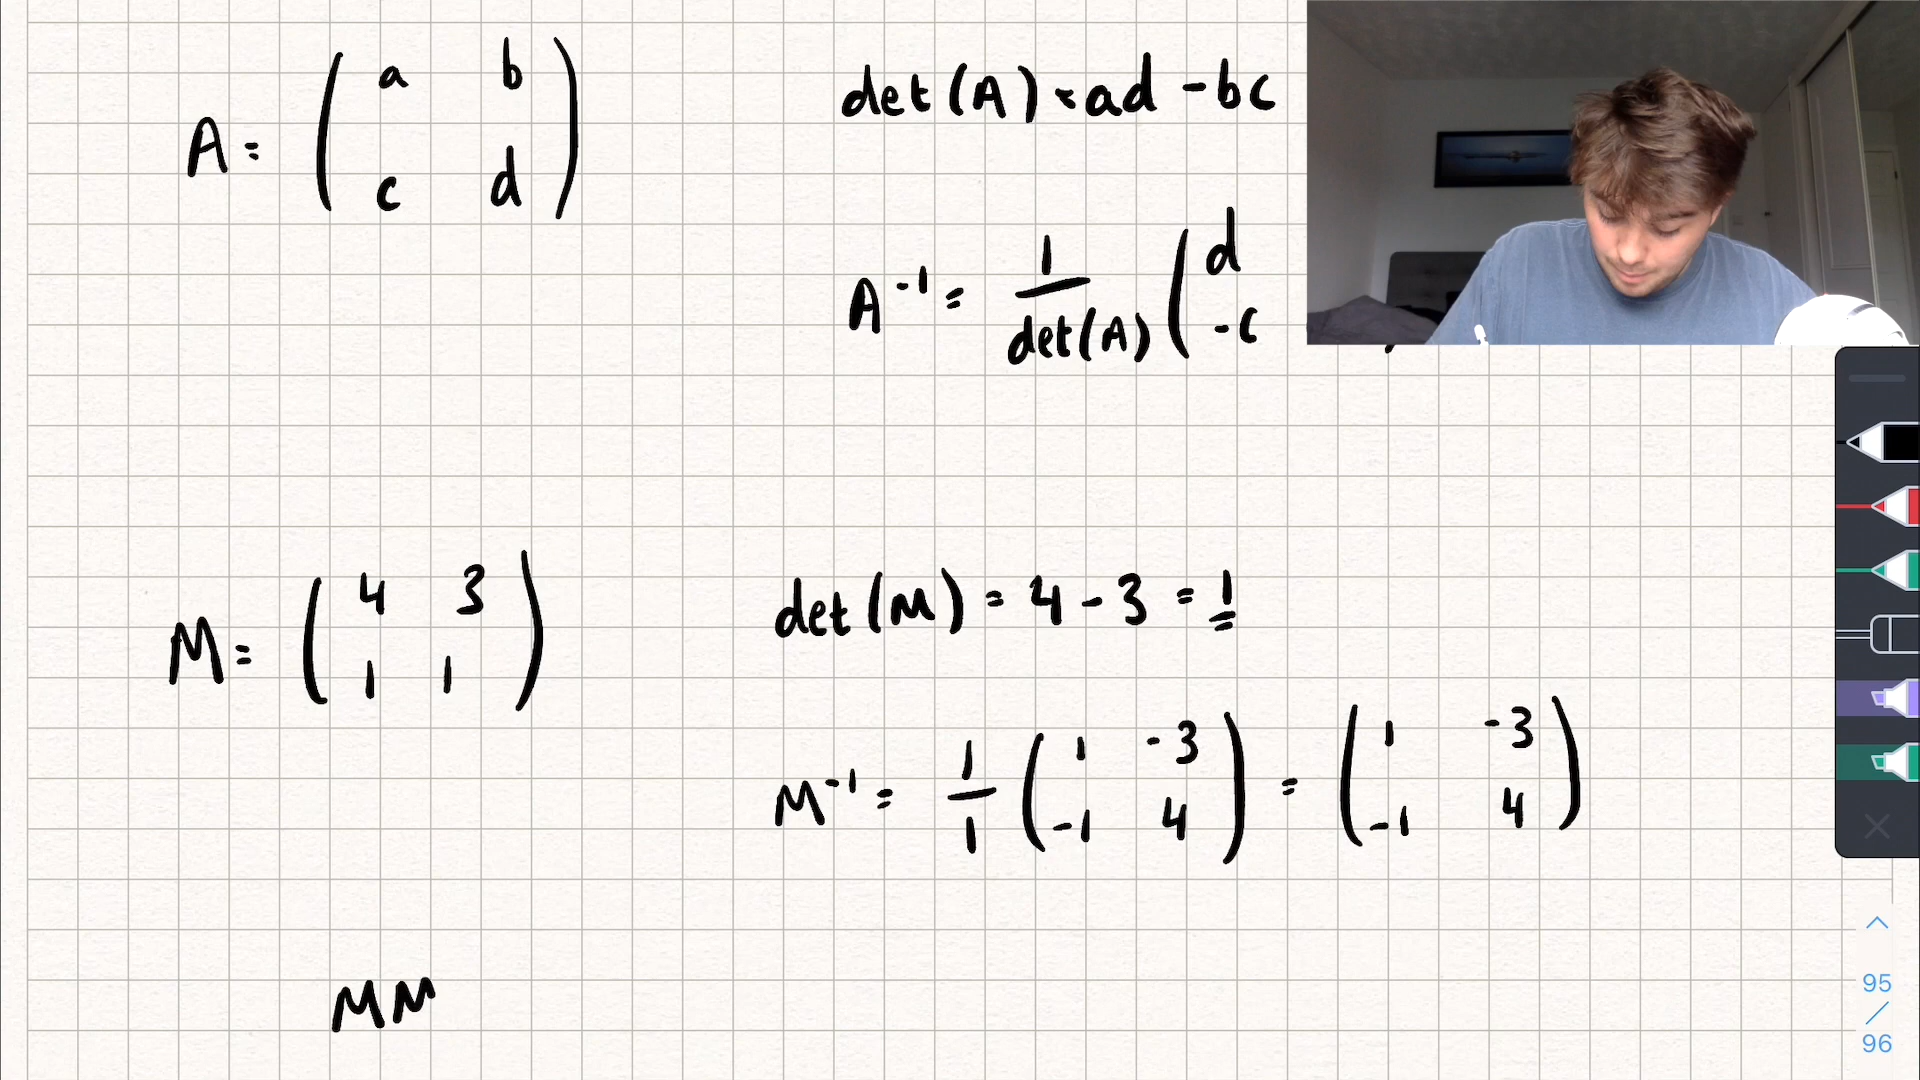 A = ( a b
c d )
det(A) = ad - bc
A⁻¹ = 1/det(A) ( d
-c
M = ( 4 3
1 1 )
det(M) = 4 - 3 = 1
M⁻¹ = 1/1 ( 1 -3
-1 4 ) = ( 1 -3
-1 4 )
MM
95
/
96